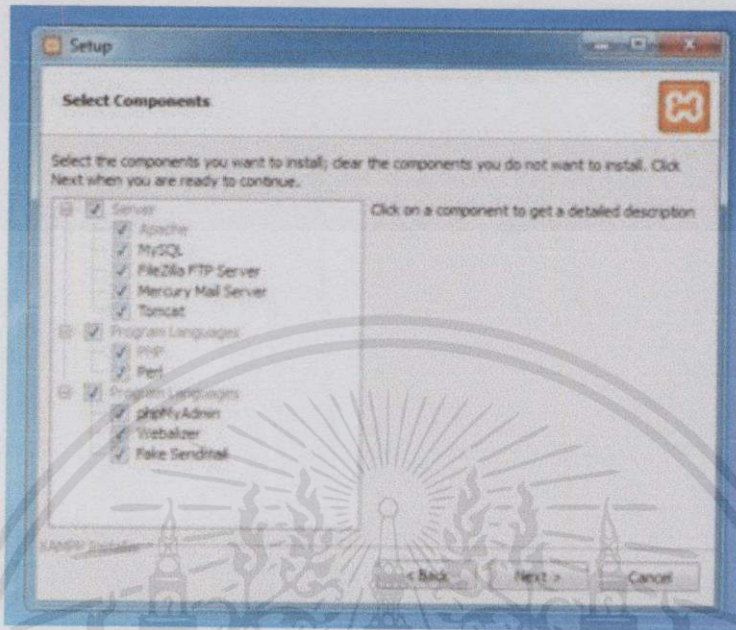 Setup
Select Components
Select the components you want to install; clear the components you do not want to install. Click
Next when you are ready to continue.
Server
Apache
MySQL
FileZilla FTP Server
Mercury Mail Server
Tomcat
Program Languages
PHP
Perl
Program Languages
phpMyAdmin
Webalizer
Fake Sendmail
Click on a component to get a detailed description
XAMPP Installer
< Back
Next >
Cancel